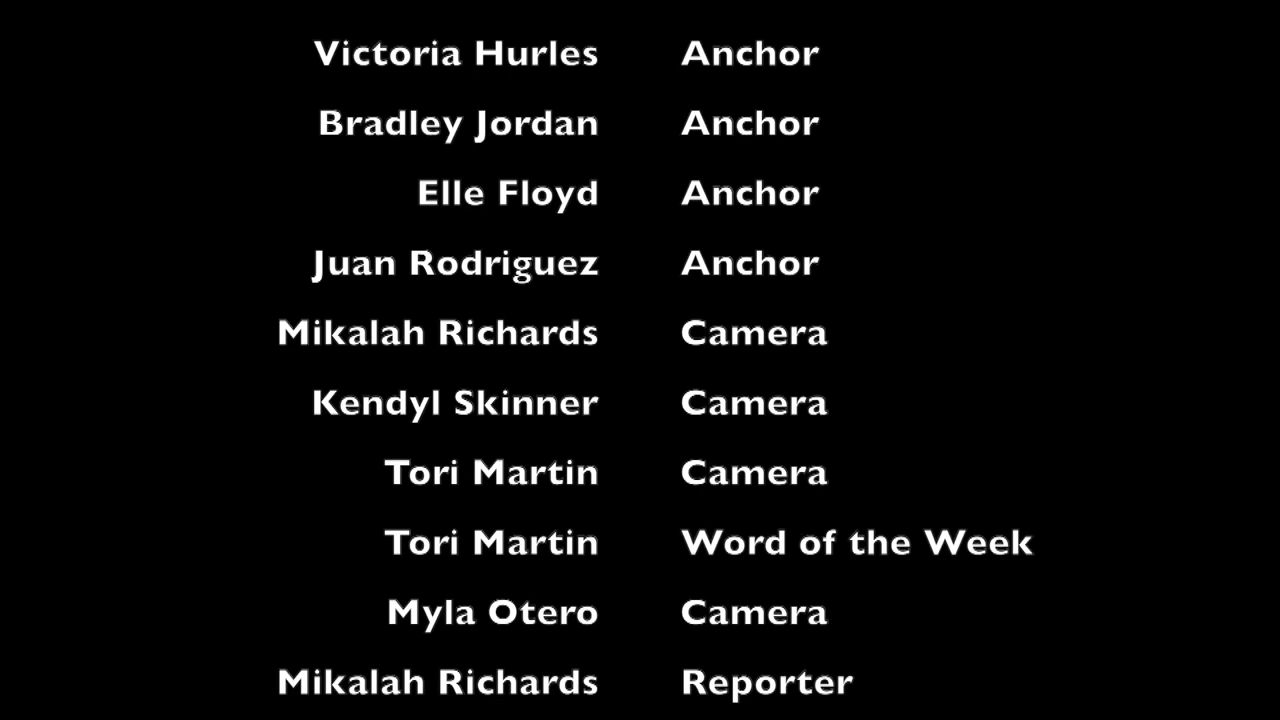 Victoria Hurles Anchor
Bradley Jordan Anchor
Elle Floyd Anchor
Juan Rodriguez Anchor
Mikalah Richards Camera
Kendyl Skinner Camera
Tori Martin Camera
Tori Martin Word of the Week
Myla Otero Camera
Mikalah Richards Reporter